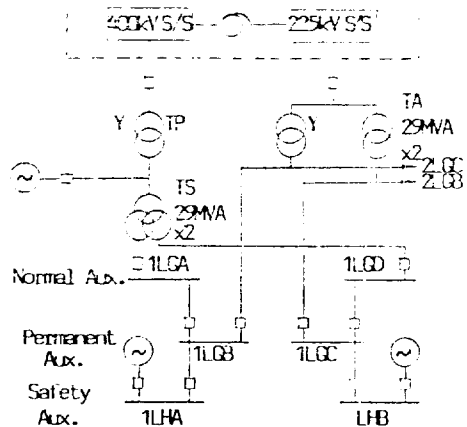 400kV S/S 225kV S/S
Y TP
Y
TA
29MVA
x2
2LGC
2LGB
TS
29MVA
x2
1LGA
1LGD
Normal Aux.
Permanent
Aux.
1LGB
1LGC
Safety
Aux.
1LHA
LHB